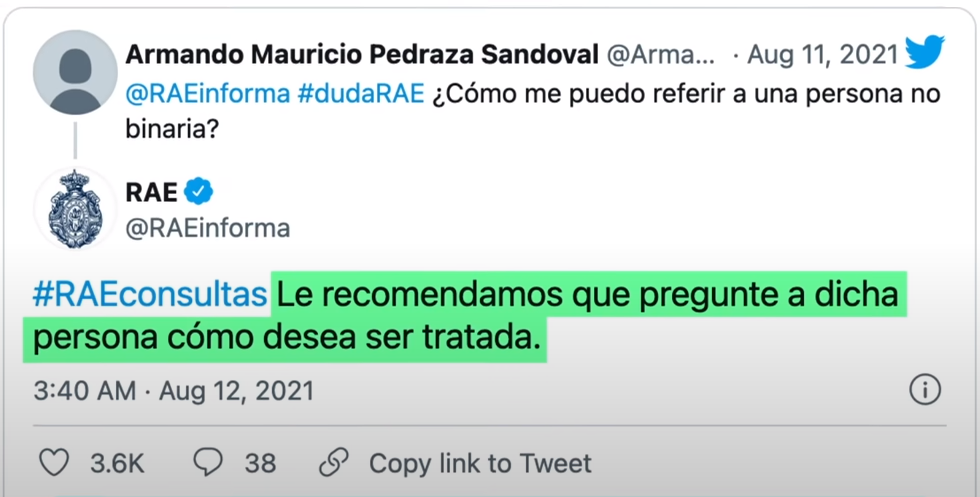 Armando Mauricio Pedraza Sandoval @Arma... · Aug 11, 2021
@RAEinforma #dudaRAE ¿Cómo me puedo referir a una persona no
binaria?
RAE
@RAEinforma
#RAEconsultas Le recomendamos que pregunte a dicha
persona cómo desea ser tratada.
3:40 AM · Aug 12, 2021
3.6K 38 Copy link to Tweet